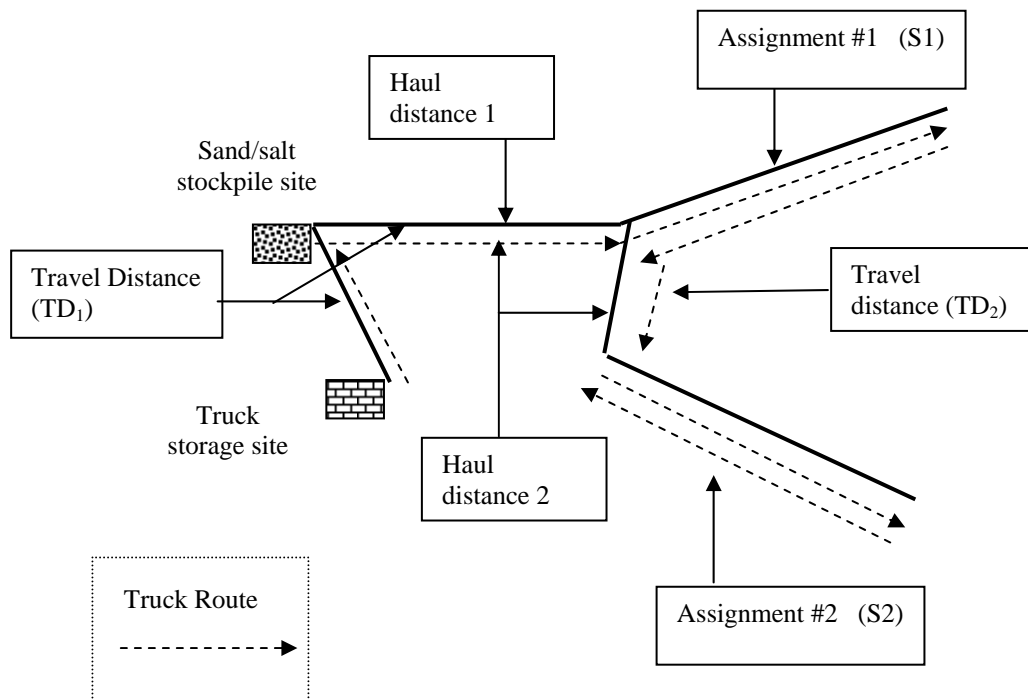 Assignment #1 (S1)
Haul
distance 1
Sand/salt
stockpile site
Travel Distance
(TD₁)
Travel
distance (TD₂)
Truck
storage site
Haul
distance 2
Truck Route
Assignment #2 (S2)